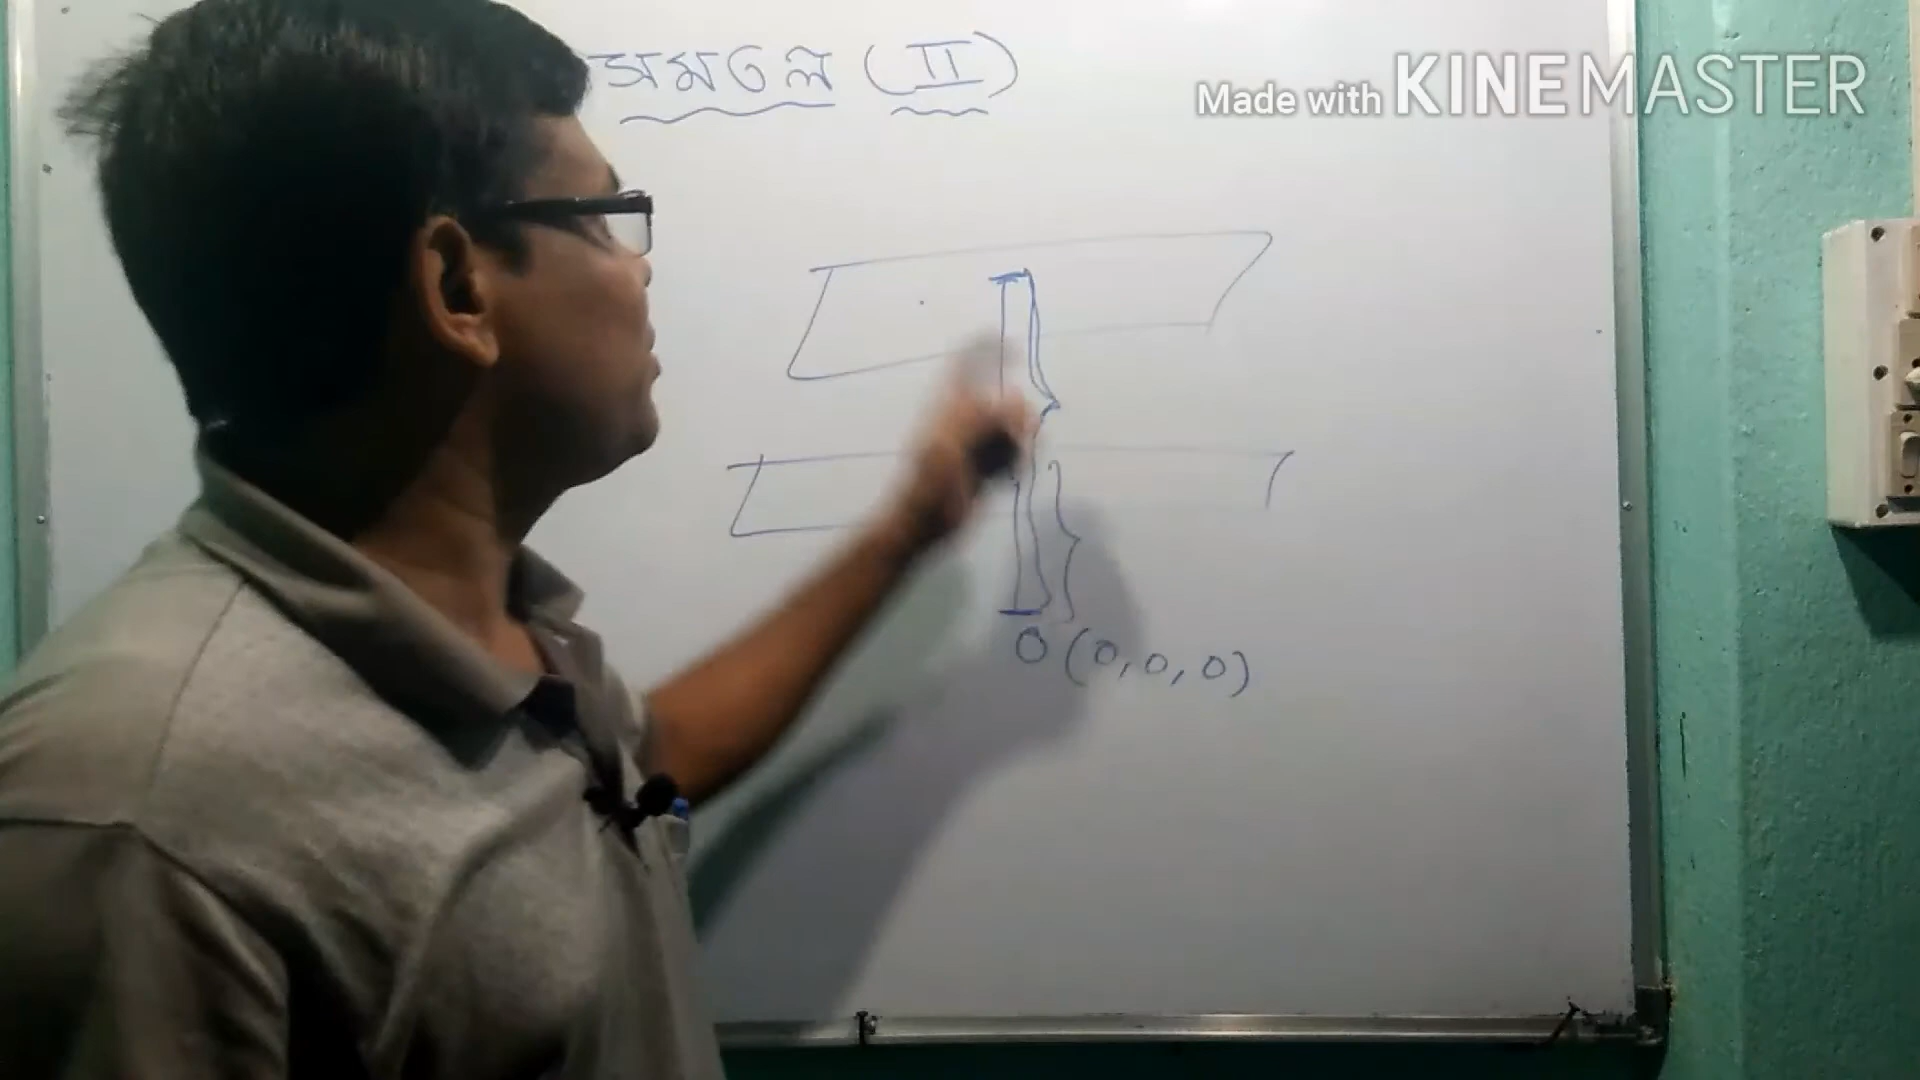 সমতল (II)
Made with KINEMASTER
O (0, 0, 0)